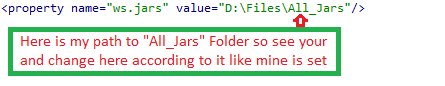 <property name="ws.jars" value="D:\Files\All_Jars"/>
Here is my path to "All_Jars" Folder so see your
and change here according to it like mine is set